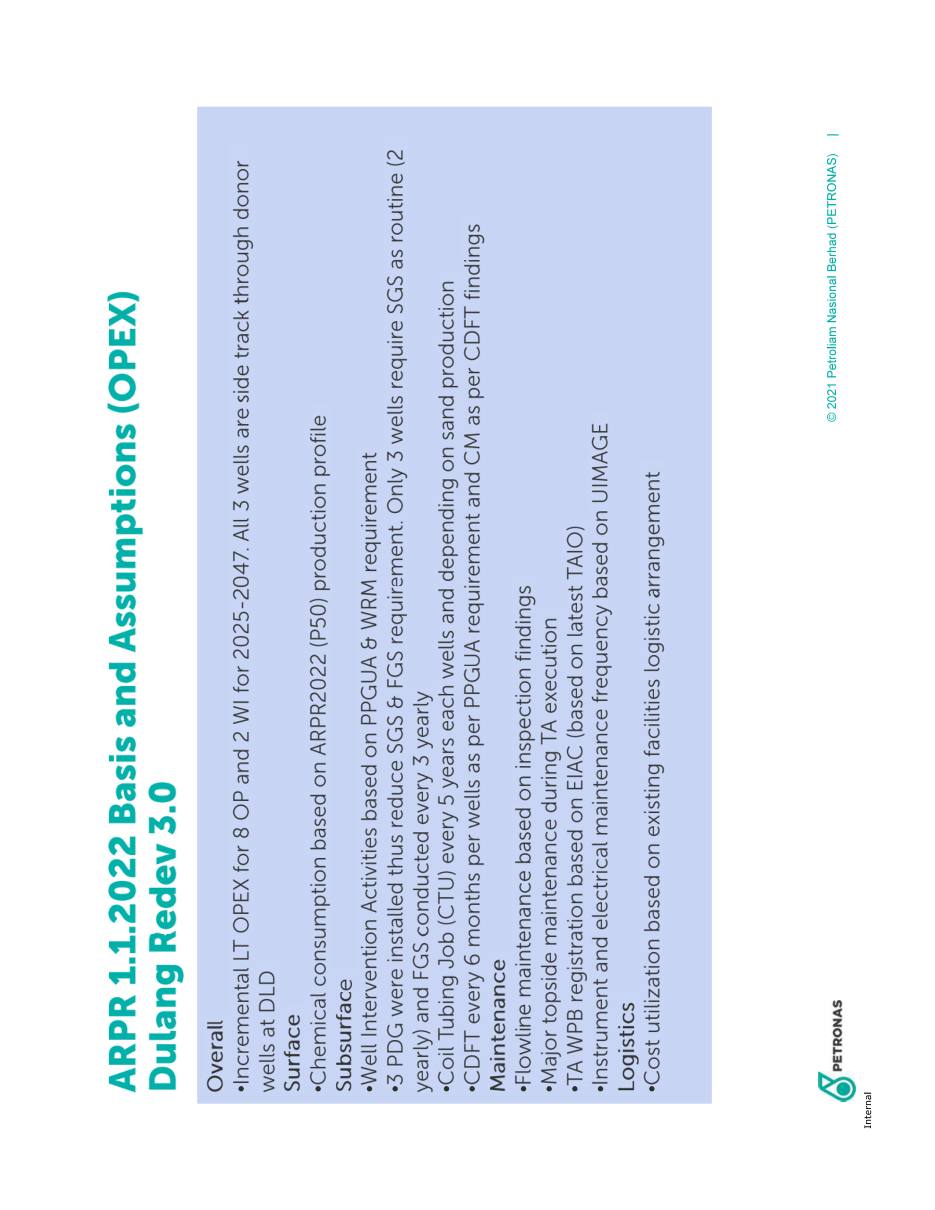 ARPR 1.1.2022 Basis and Assumptions (OPEX)
Dulang Redev 3.0
Overall
•Incremental LT OPEX for 8 OP and 2 WI for 2025-2047. All 3 wells are side track through donor
wells at DLD
Surface
•Chemical consumption based on ARPR2022 (P50) production profile
Subsurface
•Well Intervention Activities based on PPGUA & WRM requirement
•3 PDG were installed thus reduce SGS & FGS requirement. Only 3 wells require SGS as routine (2
yearly) and FGS conducted every 3 yearly
•Coil Tubing Job (CTU) every 5 years each wells and depending on sand production
•CDFT every 6 months per wells as per PPGUA requirement and CM as per CDFT findings
Maintenance
•Flowline maintenance based on inspection findings
•Major topside maintenance during TA execution
•TA WPB registration based on EIAC (based on latest TAIO)
•Instrument and electrical maintenance frequency based on UIMAGE
Logistics
•Cost utilization based on existing facilities logistic arrangement
PETRONAS
© 2021 Petroliam Nasional Berhad (PETRONAS) |
Internal